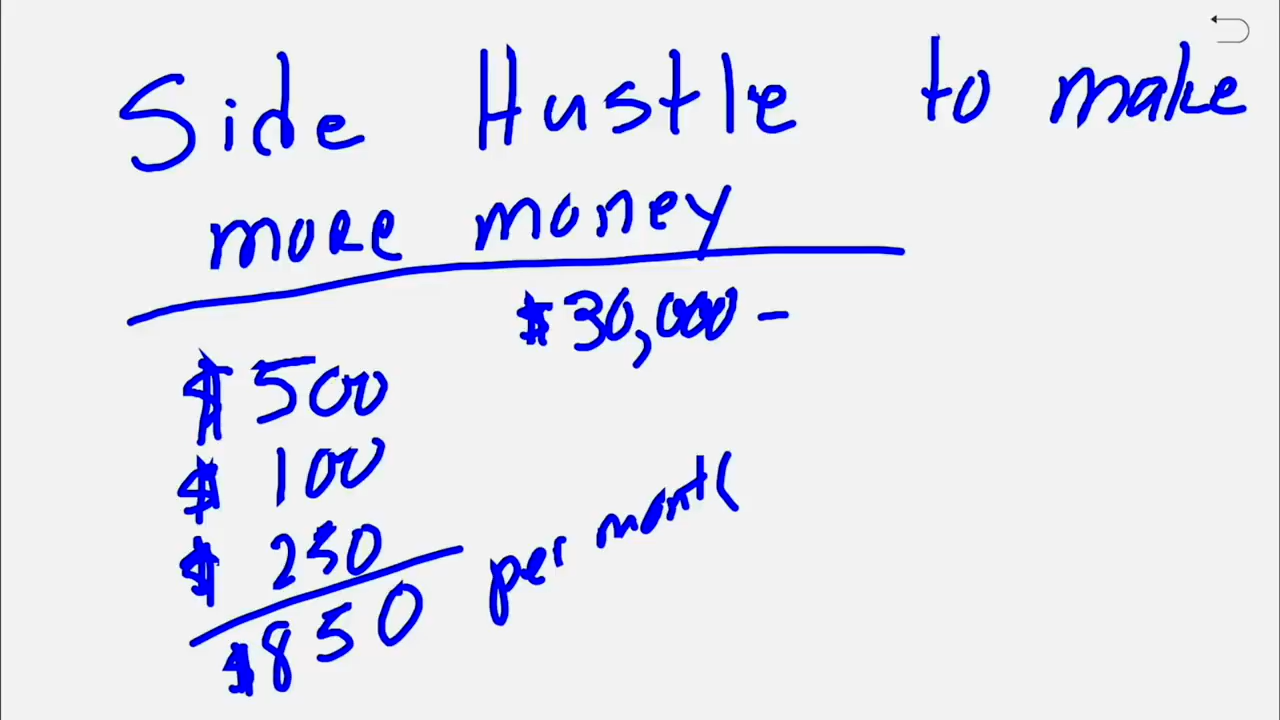 Side Hustle to make
more money
$30,000 -
$500
$100
$250
$850 per month